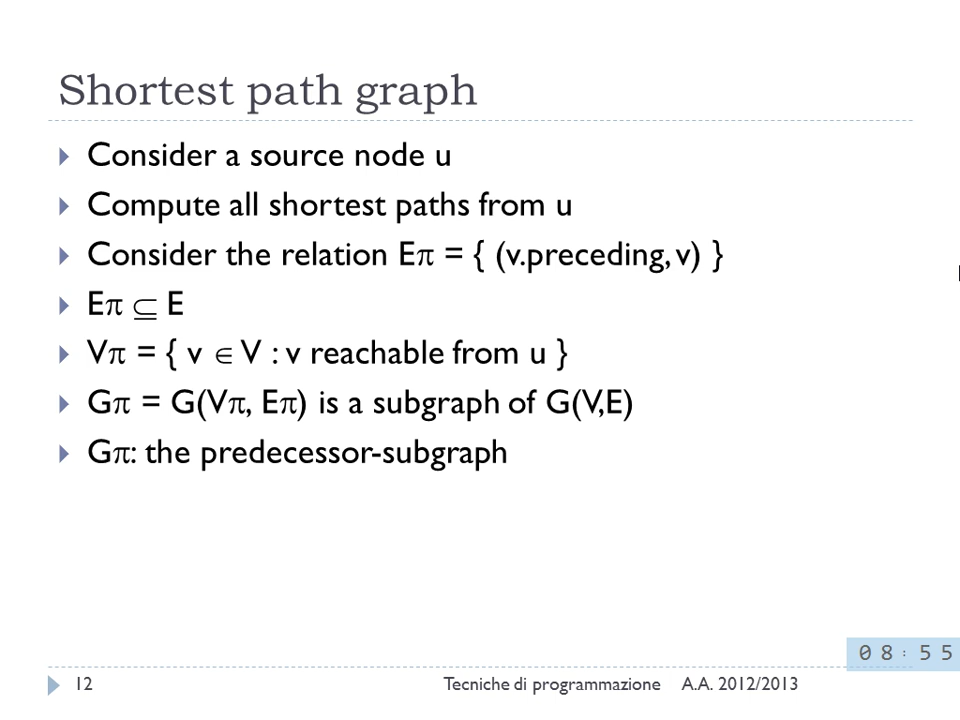 Shortest path graph
Consider a source node u
Compute all shortest paths from u
Consider the relation Eπ = { (v.preceding, v) }
Eπ ⊆ E
Vπ = { v ∈ V : v reachable from u }
Gπ = G(Vπ, Eπ) is a subgraph of G(V,E)
Gπ: the predecessor-subgraph
08:55
12 Tecniche di programmazione A.A. 2012/2013